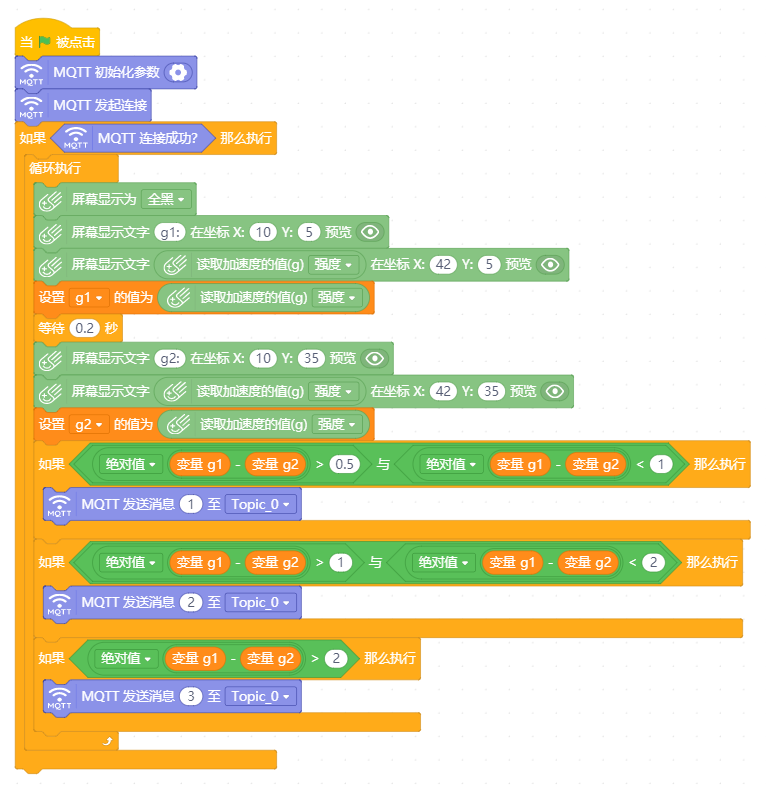 当 被点击
MQTT MQTT 初始化参数
MQTT MQTT 发起连接
如果 MQTT MQTT 连接成功? 那么执行
循环执行
屏幕显示为 全黑
屏幕显示文字 g1: 在坐标 X: 10 Y: 5 预览
屏幕显示文字 读取加速度的值(g) 强度 在坐标 X: 42 Y: 5 预览
设置 g1 的值为 读取加速度的值(g) 强度
等待 0.2 秒
屏幕显示文字 g2: 在坐标 X: 10 Y: 35 预览
屏幕显示文字 读取加速度的值(g) 强度 在坐标 X: 42 Y: 35 预览
设置 g2 的值为 读取加速度的值(g) 强度
如果 绝对值 变量 g1 - 变量 g2 > 0.5 与 绝对值 变量 g1 - 变量 g2 < 1 那么执行
MQTT MQTT 发送消息 1 至 Topic_0
如果 绝对值 变量 g1 - 变量 g2 > 1 与 绝对值 变量 g1 - 变量 g2 < 2 那么执行
MQTT MQTT 发送消息 2 至 Topic_0
如果 绝对值 变量 g1 - 变量 g2 > 2 那么执行
MQTT MQTT 发送消息 3 至 Topic_0